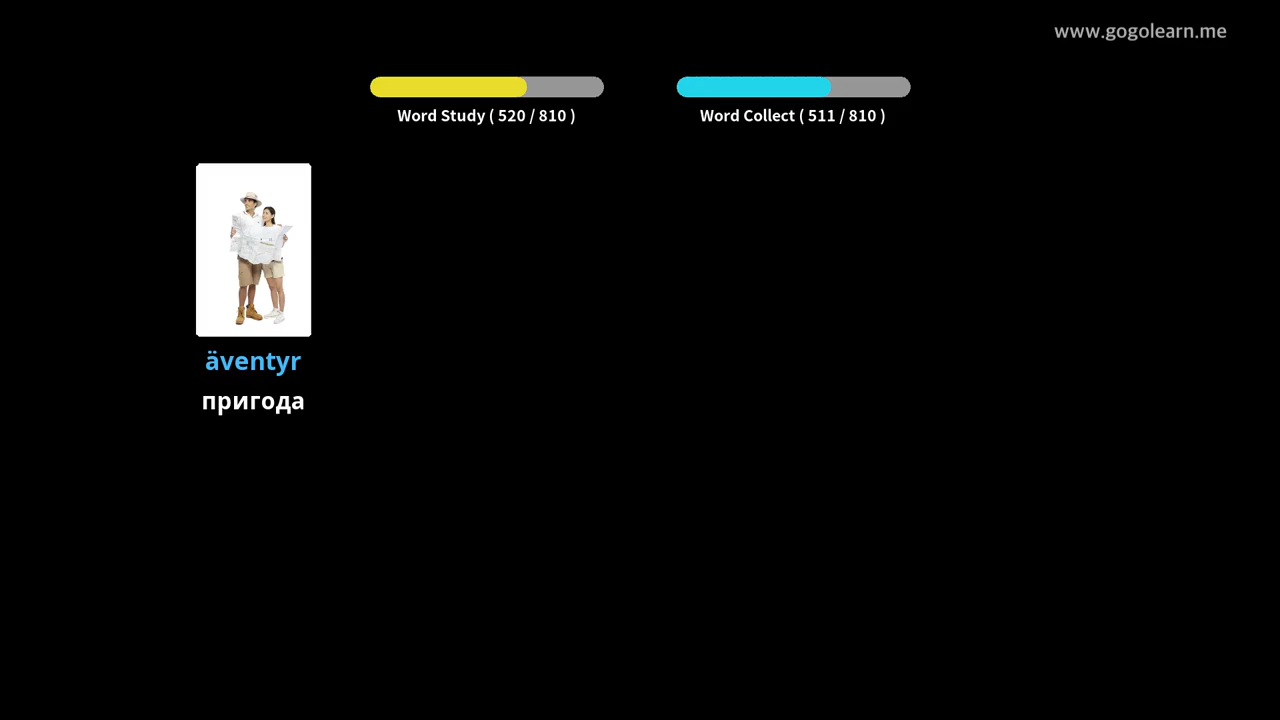 www.gogolearn.me
Word Study ( 520 / 810 )
Word Collect ( 511 / 810 )
äventyr
пригода